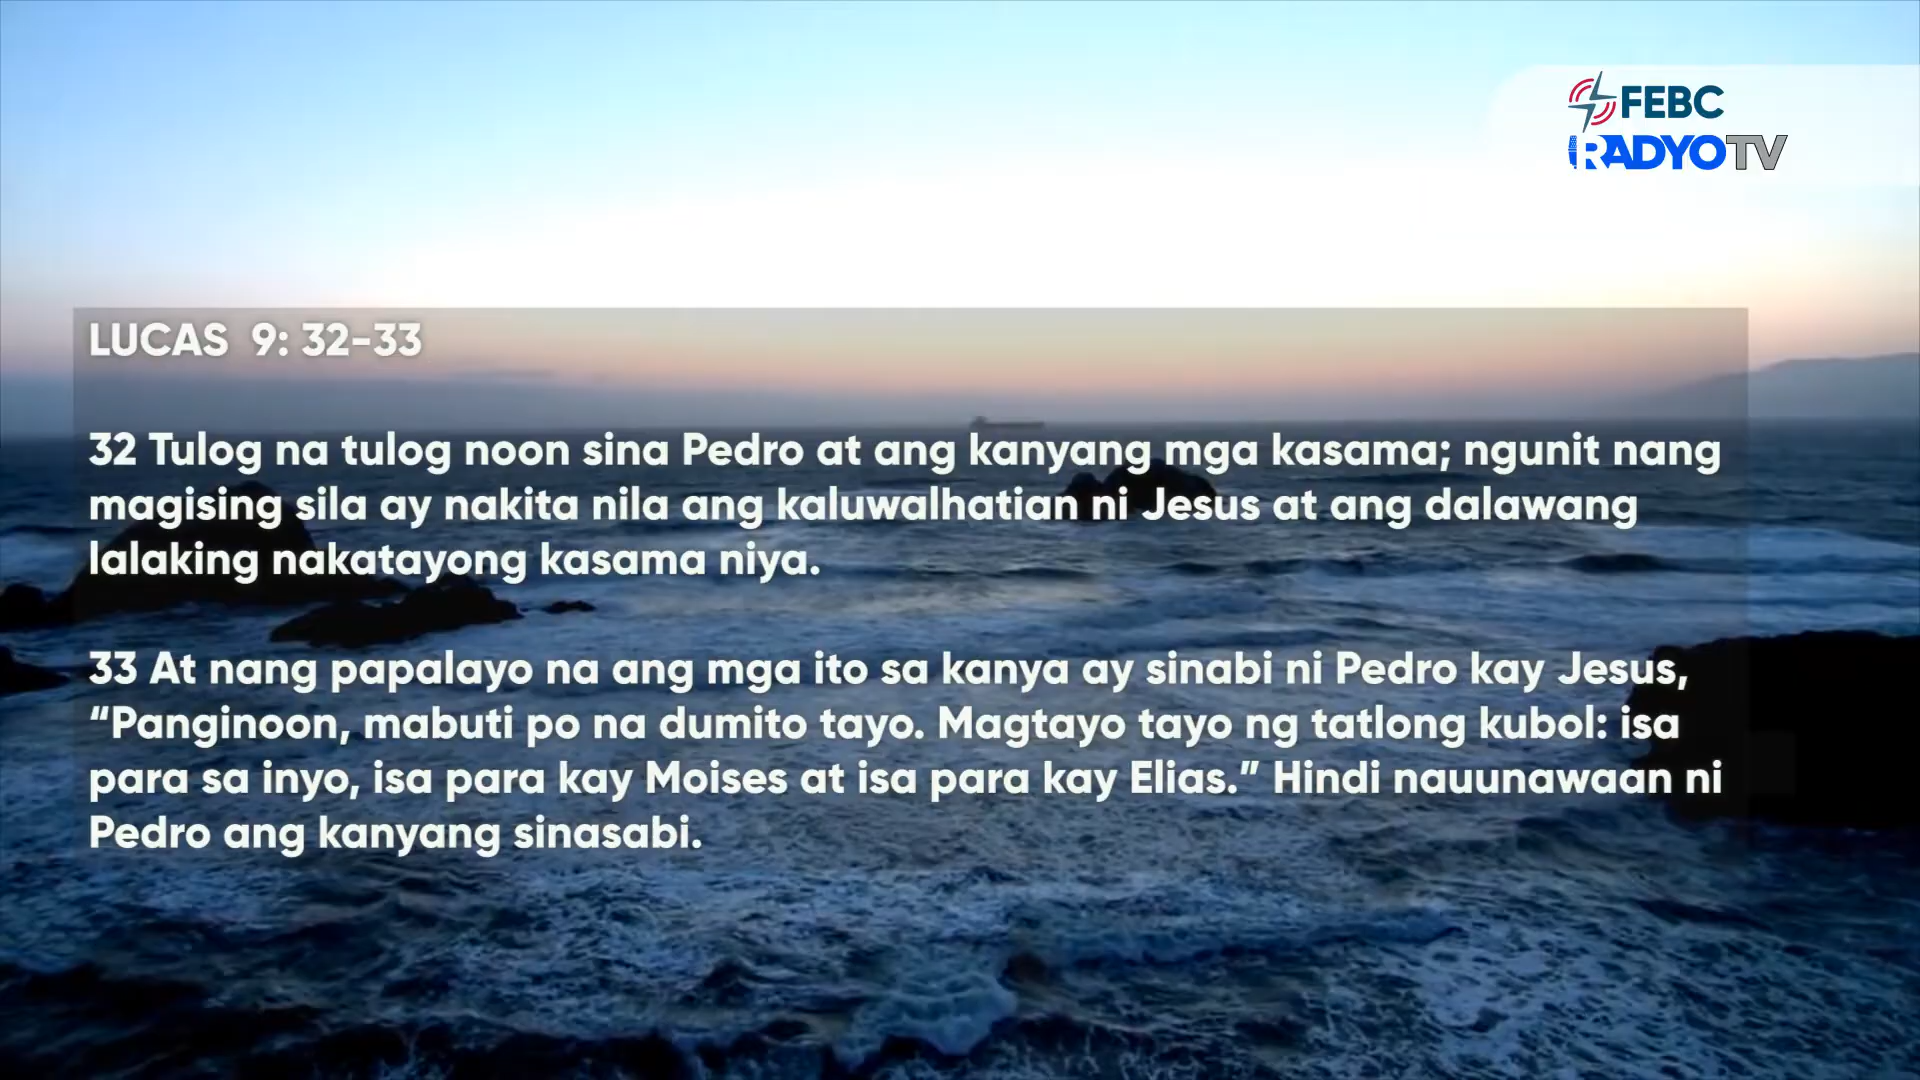 FEBC
RADYOTV
LUCAS 9: 32-33
32 Tulog na tulog noon sina Pedro at ang kanyang mga kasama; ngunit nang
magising sila ay nakita nila ang kaluwalhatian ni Jesus at ang dalawang
lalaking nakatayong kasama niya.
33 At nang papalayo na ang mga ito sa kanya ay sinabi ni Pedro kay Jesus,
“Panginoon, mabuti po na dumito tayo. Magtayo tayo ng tatlong kubol: isa
para sa inyo, isa para kay Moises at isa para kay Elias.” Hindi nauunawaan ni
Pedro ang kanyang sinasabi.